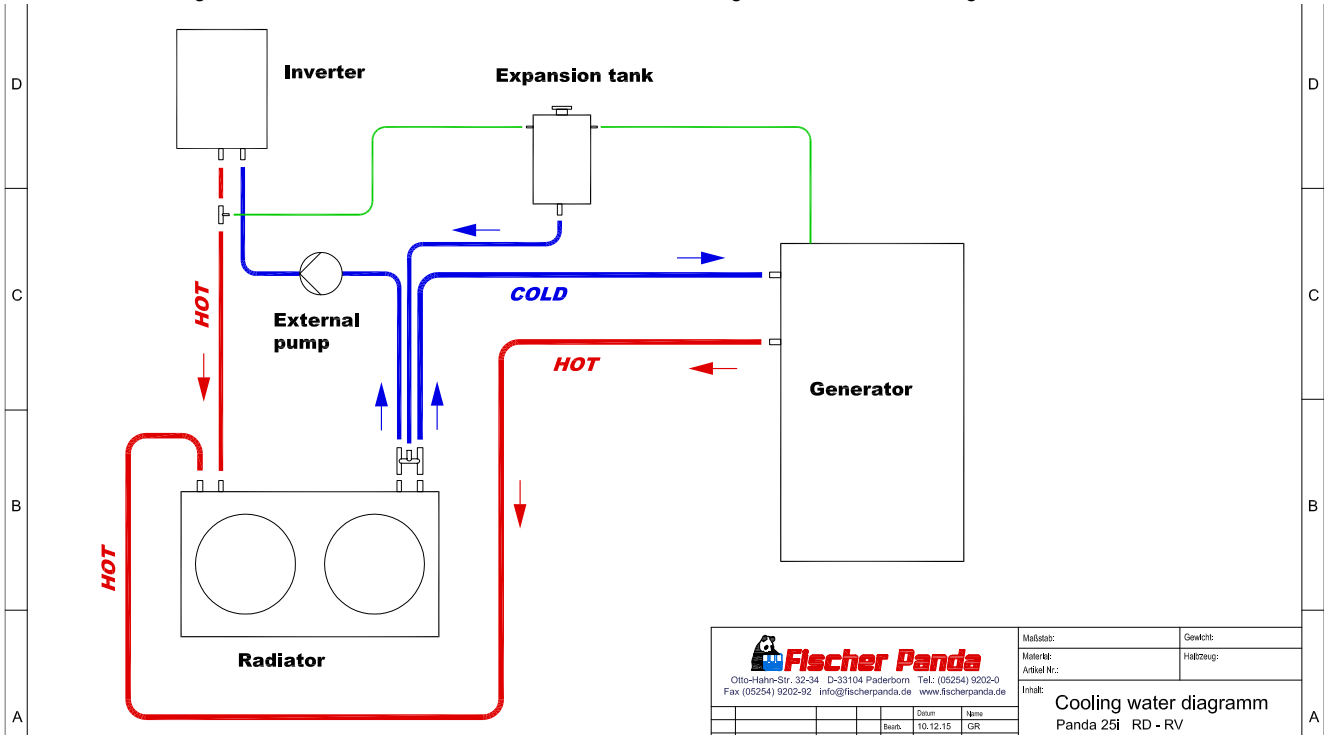 D
D
Inverter
Expansion tank
C
C
HOT
COLD
External
pump
HOT
Generator
B
B
HOT
Radiator
Fischer Panda
Otto-Hahn-Str. 32-34 D-33104 Paderborn Tel.: (05254) 9202-0
Fax (05254) 9202-92 info@fischerpanda.de www.fischerpanda.de
Maßstab:
Gewicht:
Material:
Halbzeug:
Artikel Nr.:
Inhalt:
Cooling water diagramm
Panda 25i RD - RV
Datum
Name
Bearb.
10.12.15
GR
A
A